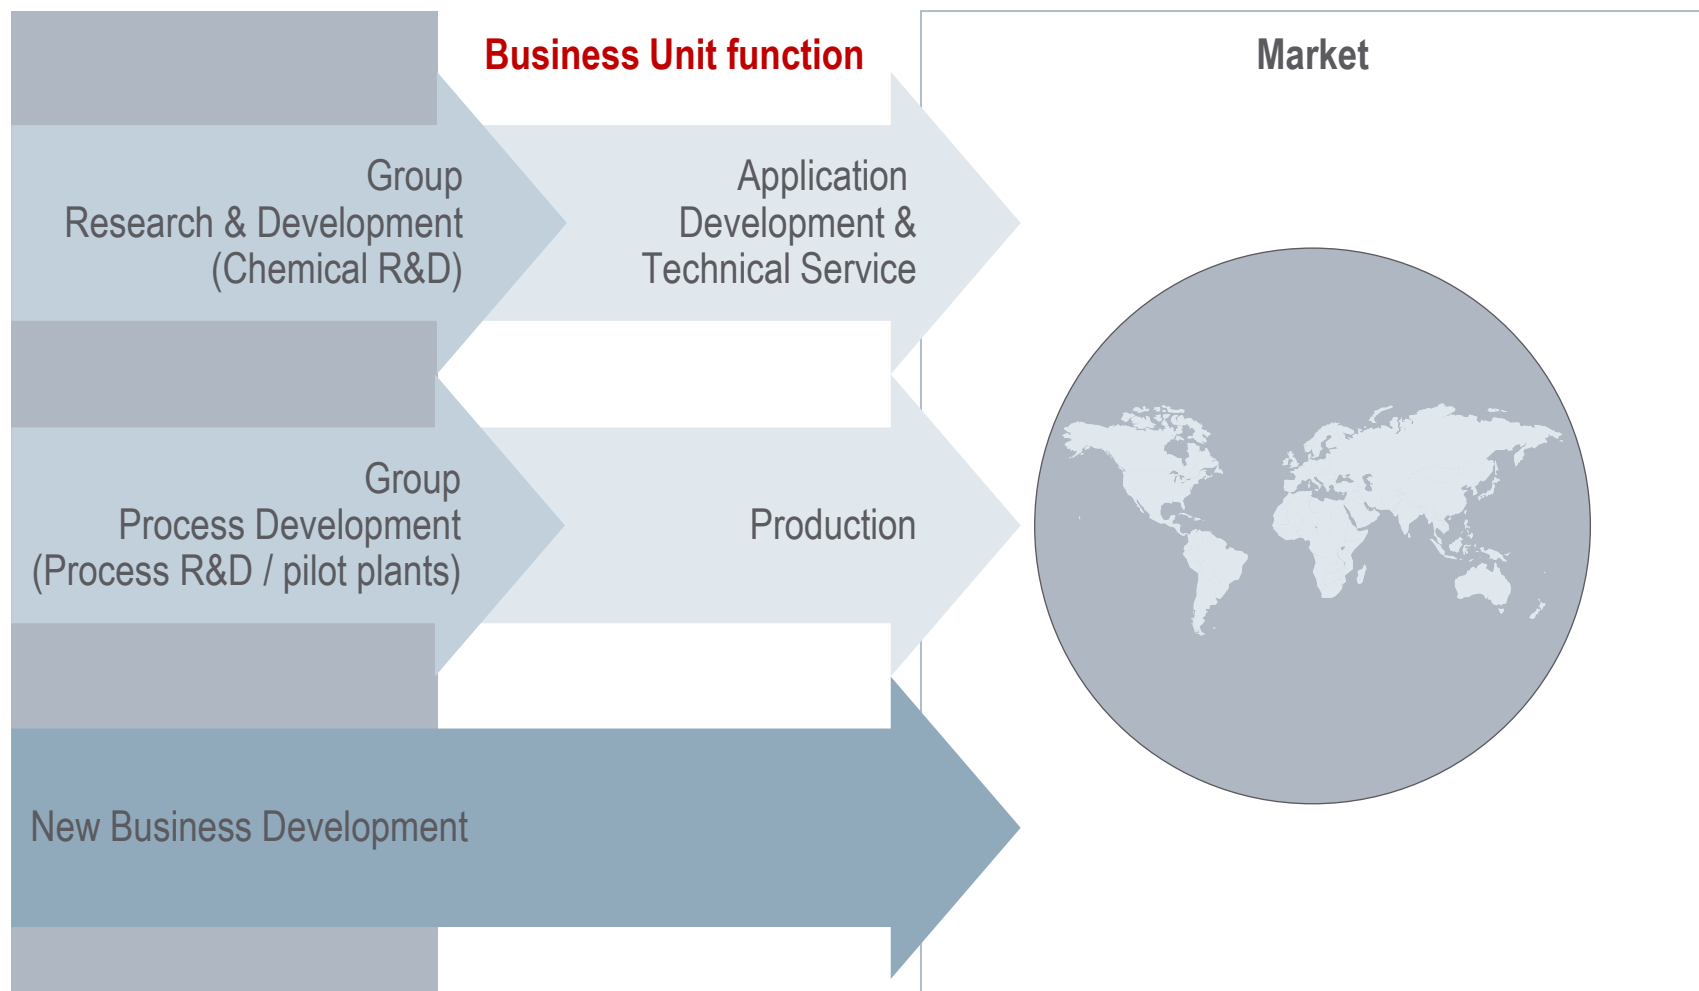 Business Unit function
Market
Group
Research & Development
(Chemical R&D)
Application
Development &
Technical Service
Group
Process Development
(Process R&D / pilot plants)
Production
New Business Development